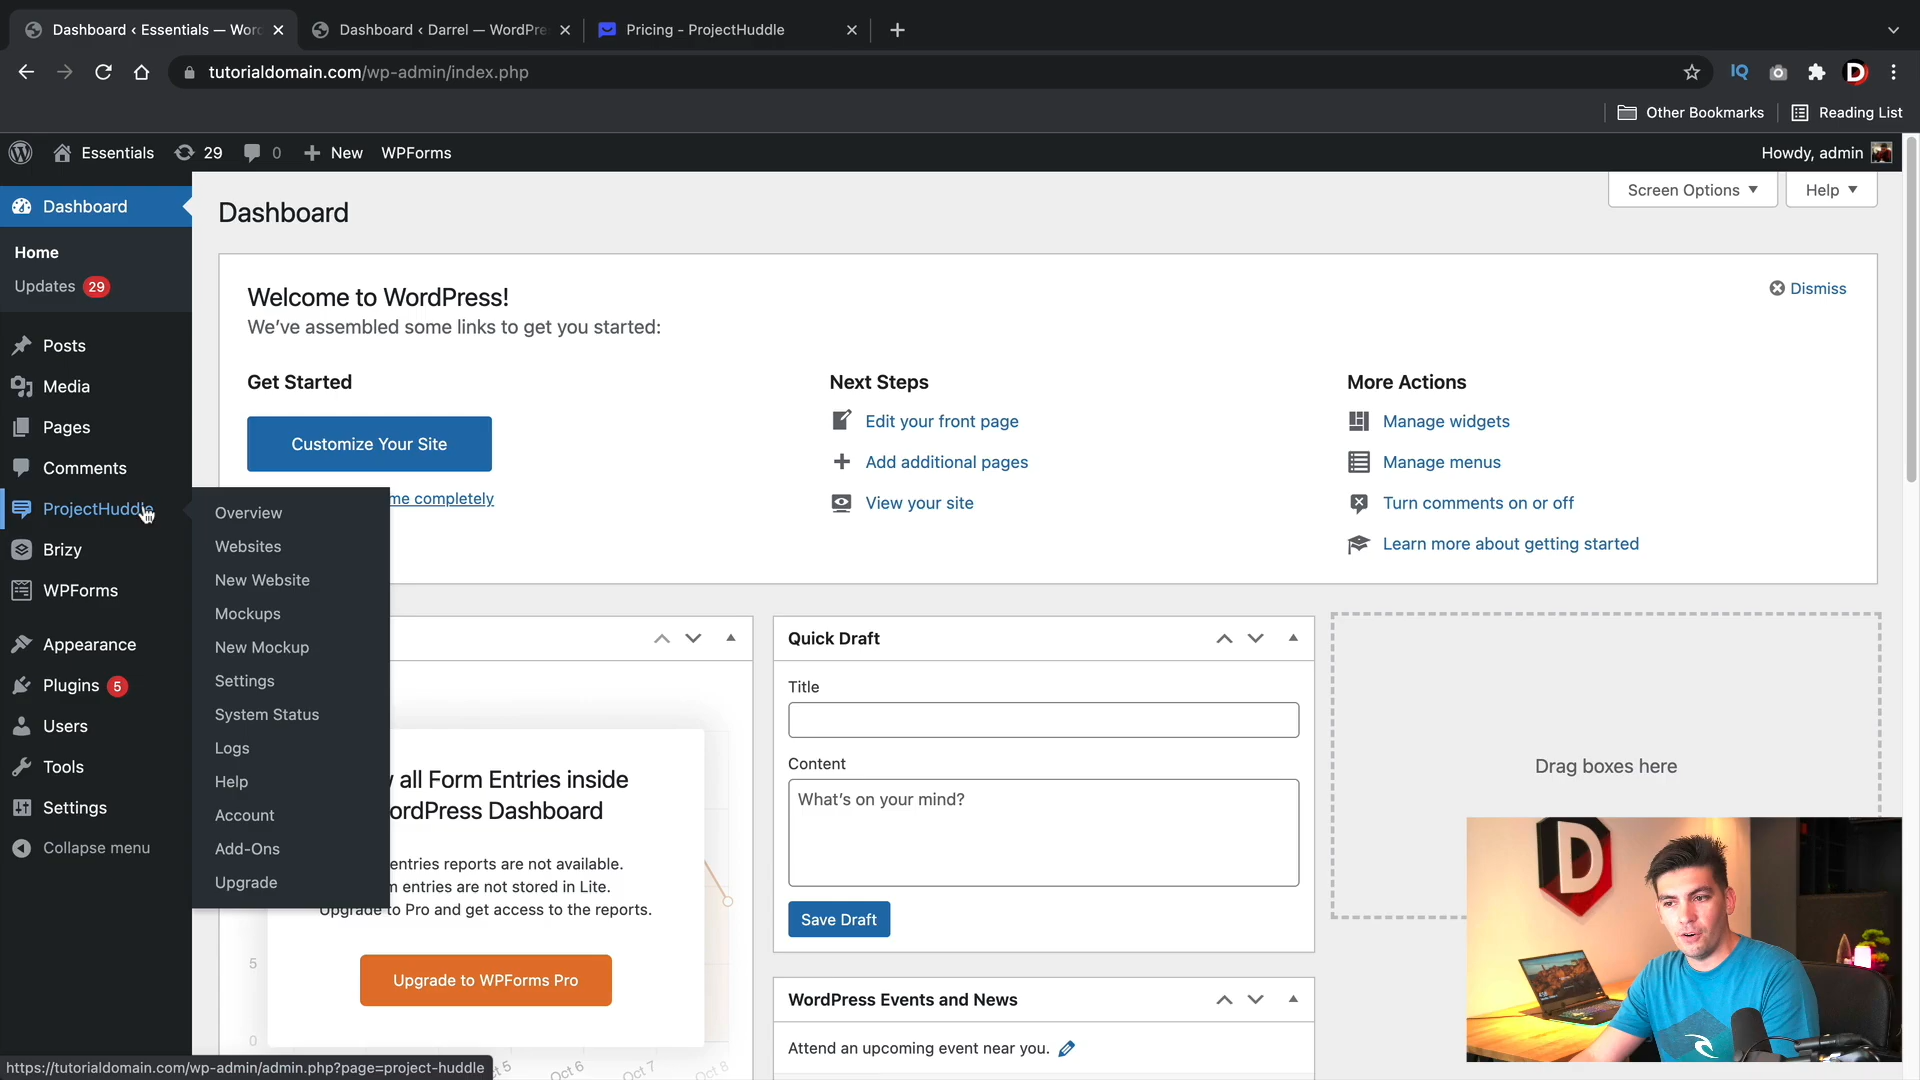 Dashboard ‹ Essentials — Word
Dashboard ‹ Darrel — WordPre
Pricing - ProjectHuddle
tutorialdomain.com/wp-admin/index.php
IQ
D
Other Bookmarks
Reading List
Essentials
29
0
New
WPForms
Howdy, admin
Dashboard
Home
Updates 29
Posts
Media
Pages
Comments
ProjectHuddle
Brizy
WPForms
Appearance
Plugins 5
Users
Tools
Settings
Collapse menu
Overview
Websites
New Website
Mockups
New Mockup
Settings
System Status
Logs
Help
Account
Add-Ons
Upgrade
Dashboard
Screen Options
Help
Welcome to WordPress!
We've assembled some links to get you started:
Dismiss
Get Started
Customize Your Site
me completely
Next Steps
Edit your front page
Add additional pages
View your site
More Actions
Manage widgets
Manage menus
Turn comments on or off
Learn more about getting started
all Form Entries inside
ordPress Dashboard
entries reports are not available.
entries are not stored in Lite.
Upgrade to Pro and get access to the reports.
Upgrade to WPForms Pro
5
0
Oct 6
Oct 7
Oct 8
Quick Draft
Title
Content
What's on your mind?
Save Draft
WordPress Events and News
Attend an upcoming event near you.
Drag boxes here
D
https://tutorialdomain.com/wp-admin/admin.php?page=project-huddle